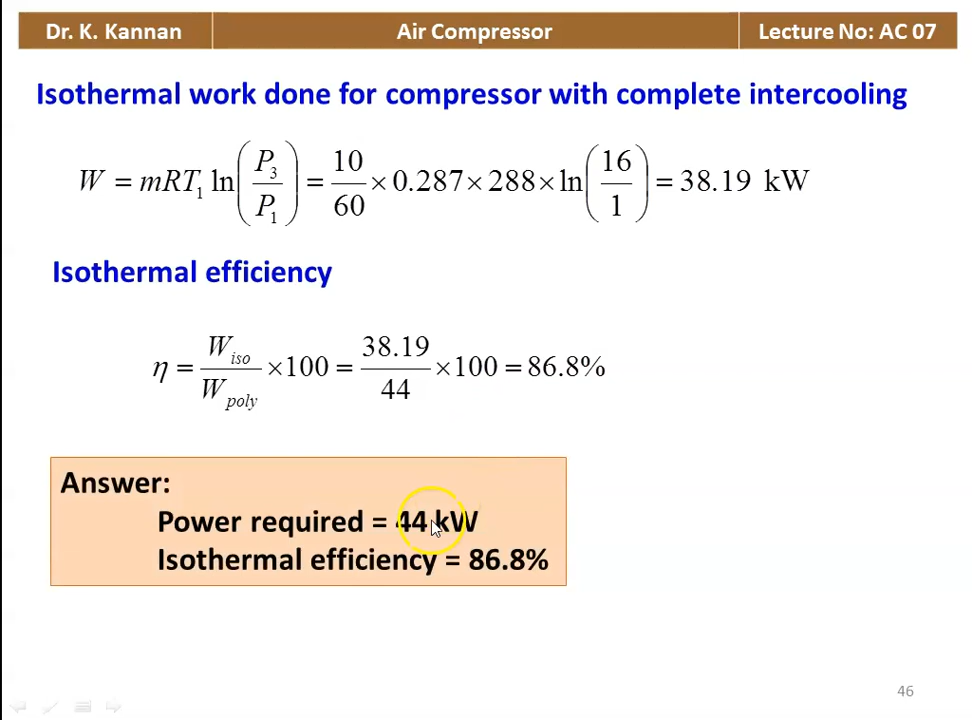 Dr. K. Kannan Air Compressor Lecture No: AC 07
Isothermal work done for compressor with complete intercooling
W = mRT₁ ln(P₃/P₁) = 10/60 × 0.287 × 288 × ln(16/1) = 38.19 kW
Isothermal efficiency
η = W_iso/W_poly × 100 = 38.19/44 × 100 = 86.8%
Answer:
Power required = 44 kW
Isothermal efficiency = 86.8%
46